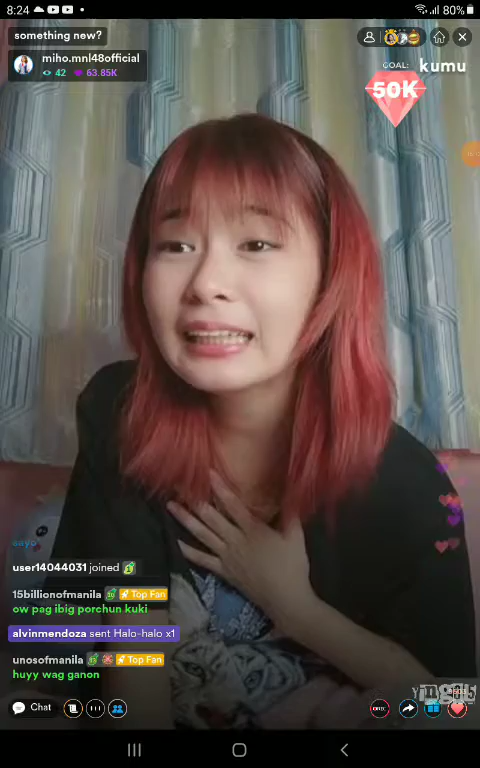 8:24
80%
something new?
miho.mnl48official
42 63.85K
GOAL: kumu
50K
sayo
user14044031 joined
15billionofmanila Top Fan
ow pag ibig porchun kuki
alvinmendoza sent Halo-halo x1
unosofmanila Top Fan
huyy wag ganon
Chat